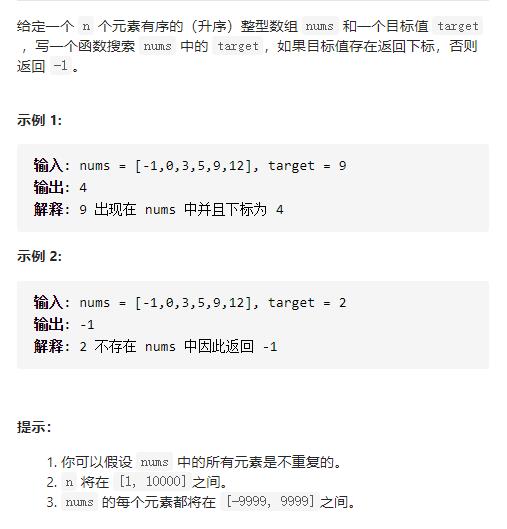 给定一个 n 个元素有序的（升序）整型数组 nums 和一个目标值 target
，写一个函数搜索 nums 中的 target，如果目标值存在返回下标，否则
返回 -1。
示例 1:
输入: nums = [-1,0,3,5,9,12], target = 9
输出: 4
解释: 9 出现在 nums 中并且下标为 4
示例 2:
输入: nums = [-1,0,3,5,9,12], target = 2
输出: -1
解释: 2 不存在 nums 中因此返回 -1
提示：
1. 你可以假设 nums 中的所有元素是不重复的。
2. n 将在 [1, 10000]之间。
3. nums 的每个元素都将在 [-9999, 9999]之间。